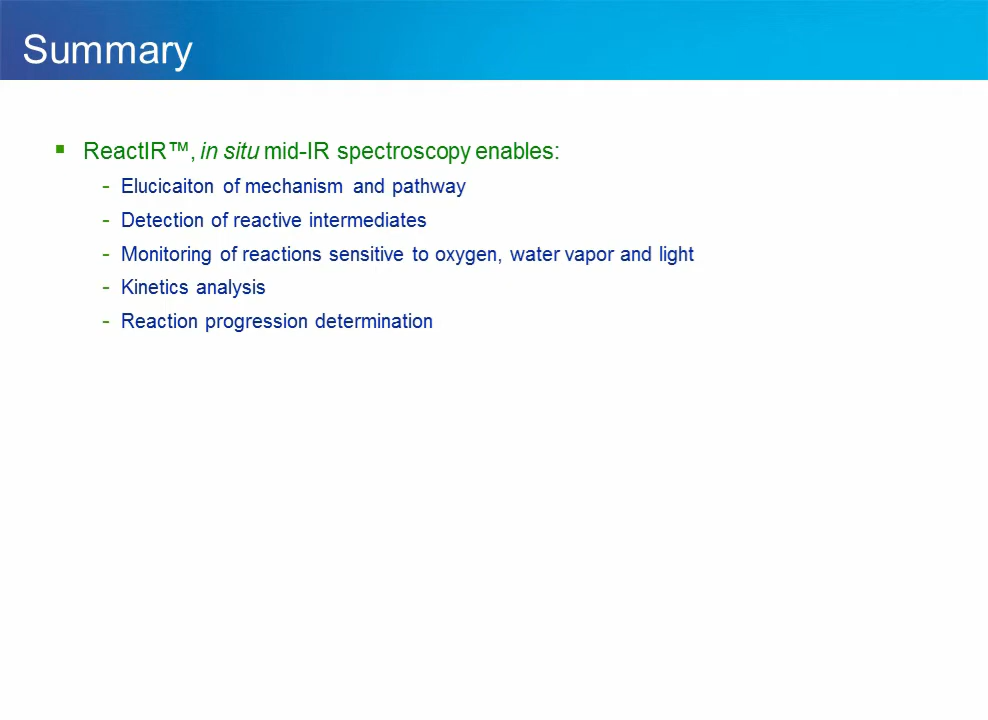 Summary
ReactIR™, in situ mid-IR spectroscopy enables:
- Elucicaiton of mechanism and pathway
- Detection of reactive intermediates
- Monitoring of reactions sensitive to oxygen, water vapor and light
- Kinetics analysis
- Reaction progression determination